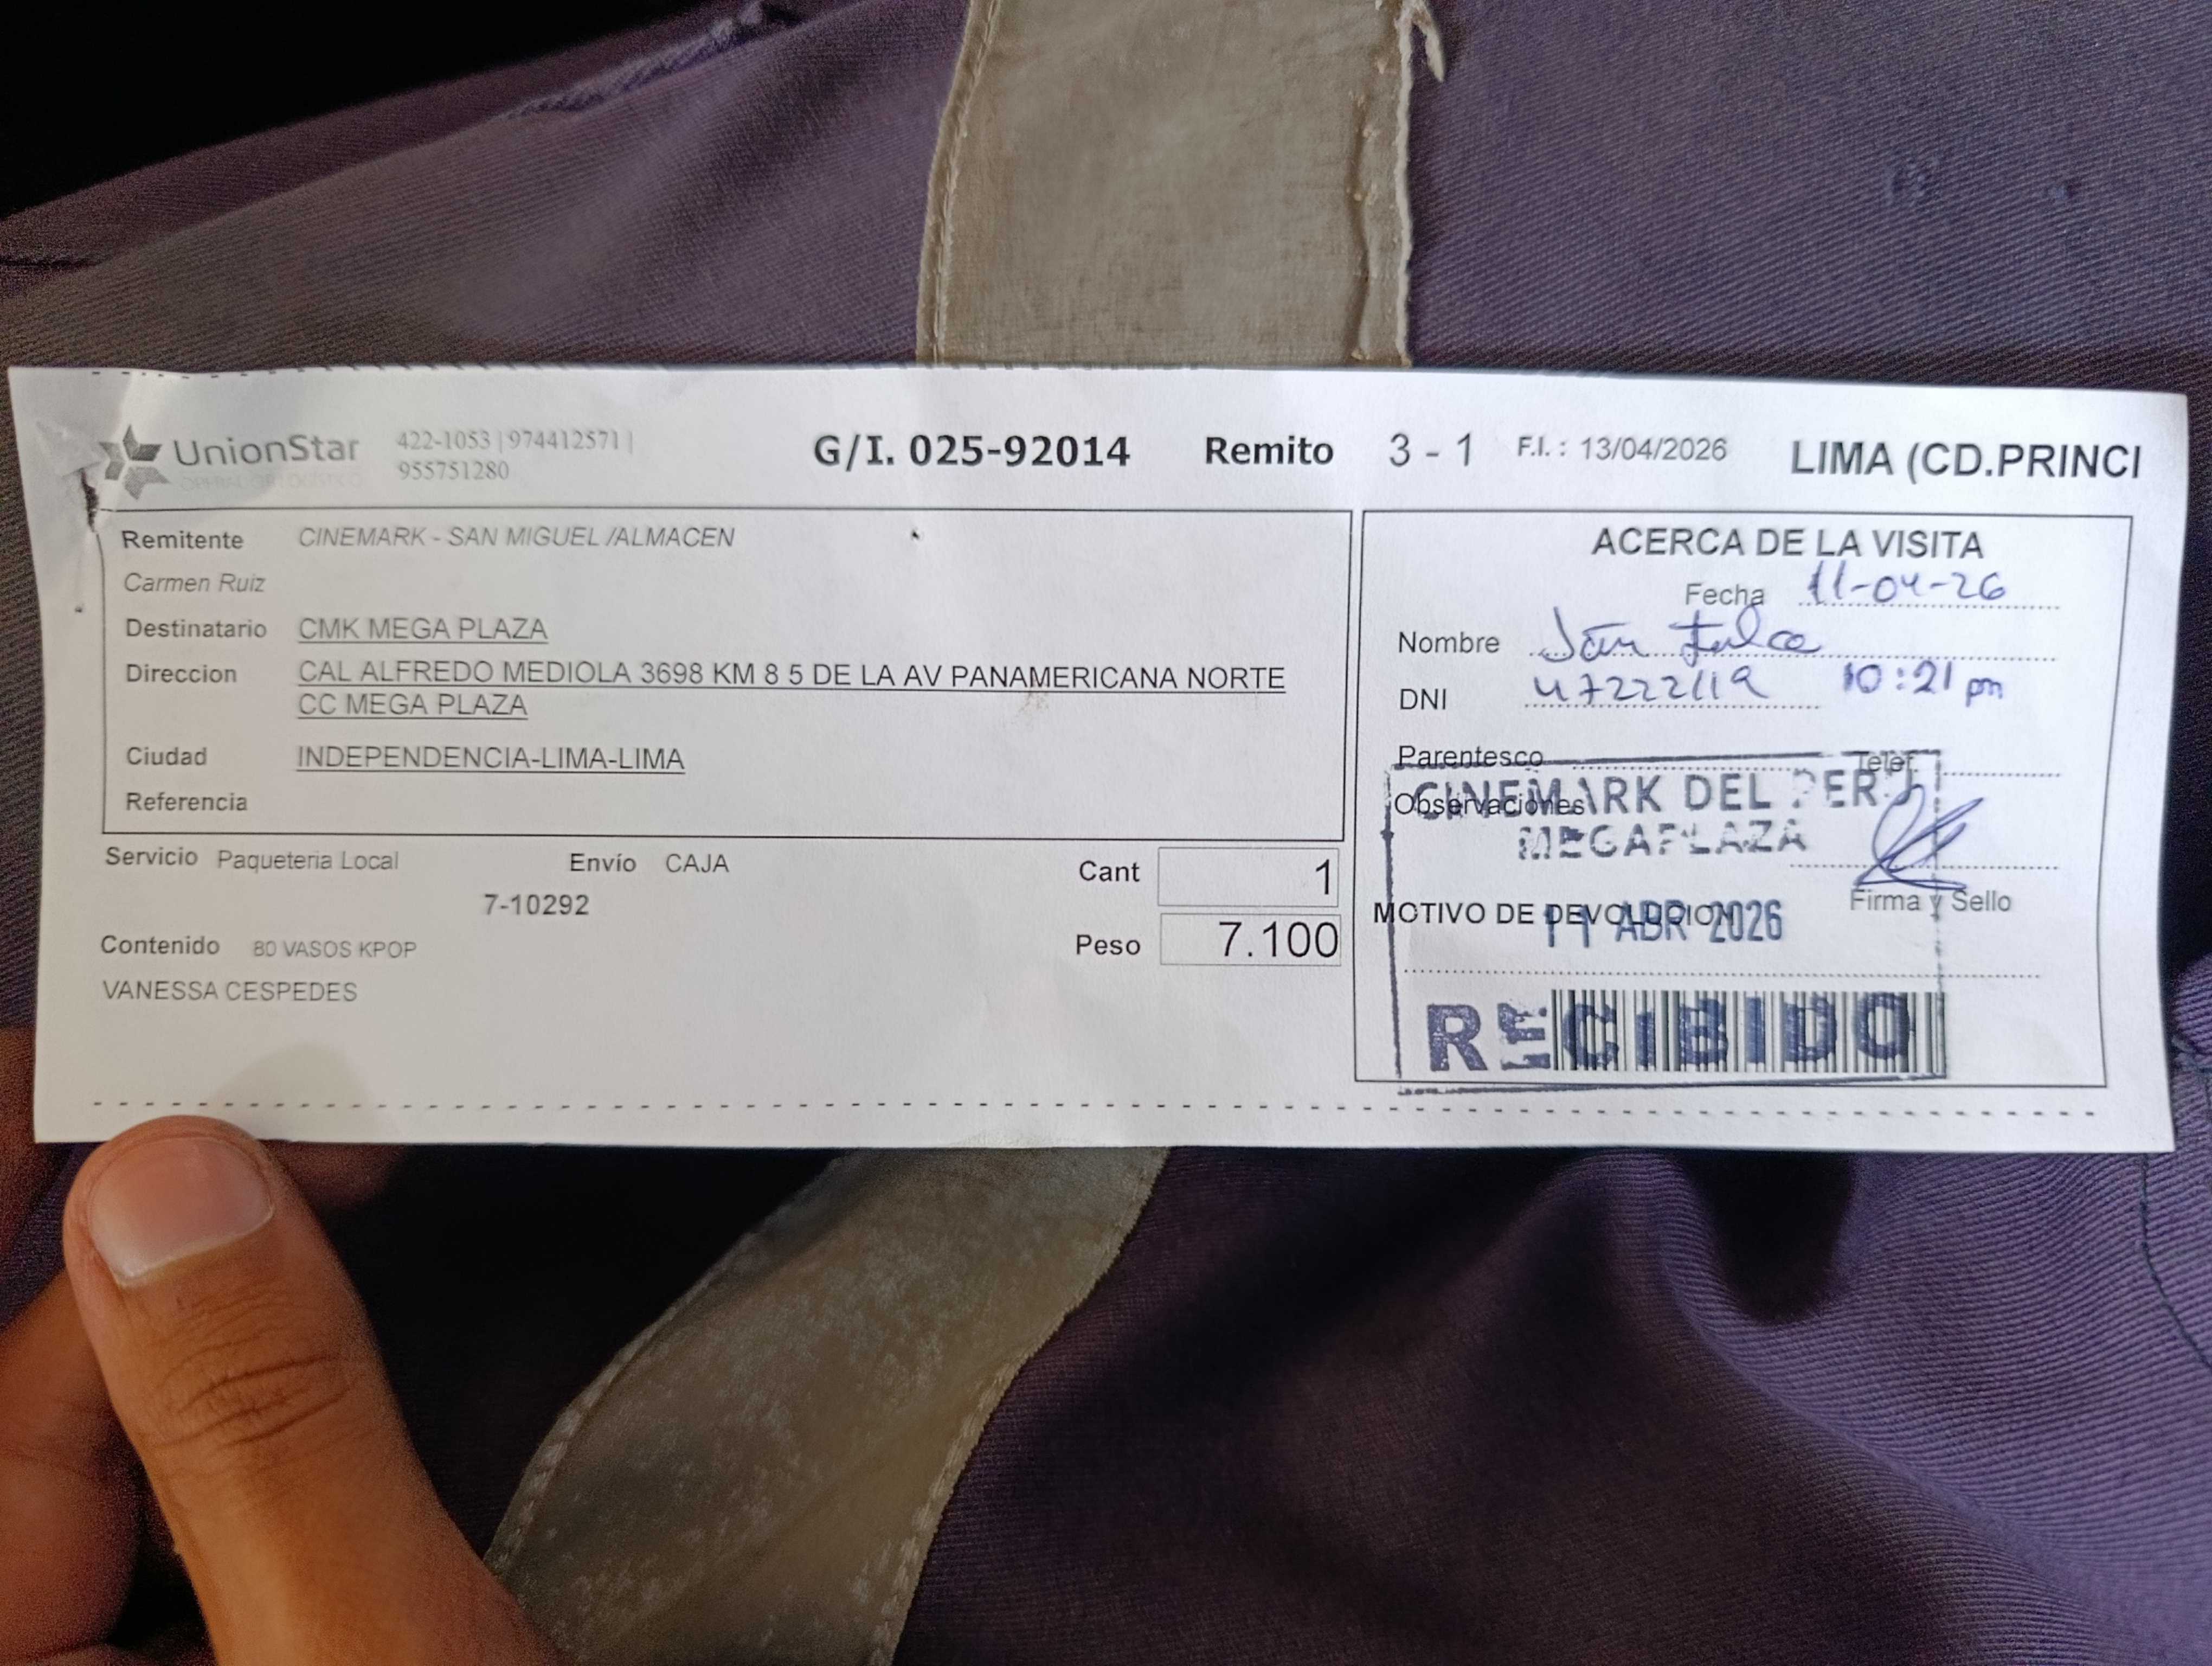 UnionStar
422-1053 | 974412571 |
955751280
G/I. 025-92014 Remito 3 - 1 F.I. : 13/04/2026 LIMA (CD.PRINCI
Remitente CINEMARK - SAN MIGUEL /ALMACEN
Carmen Ruiz
Destinatario CMK MEGA PLAZA
Direccion CAL ALFREDO MEDIOLA 3698 KM 8 5 DE LA AV PANAMERICANA NORTE
CC MEGA PLAZA
Ciudad INDEPENDENCIA-LIMA-LIMA
Referencia
Servicio Paqueteria Local Envío CAJA Cant 1
7-10292
Contenido 80 VASOS KPOP Peso 7.100
VANESSA CESPEDES
ACERCA DE LA VISITA
Fecha 11-04-26
Nombre
DNI 47222119 10:21 pm
Parentesco Telef.
Observaciones
CINEMARK DEL PERU
MEGAPLAZA
Firma y Sello
MOTIVO DE DEVOLUCION
11 ABR 2026
RECIBIDO